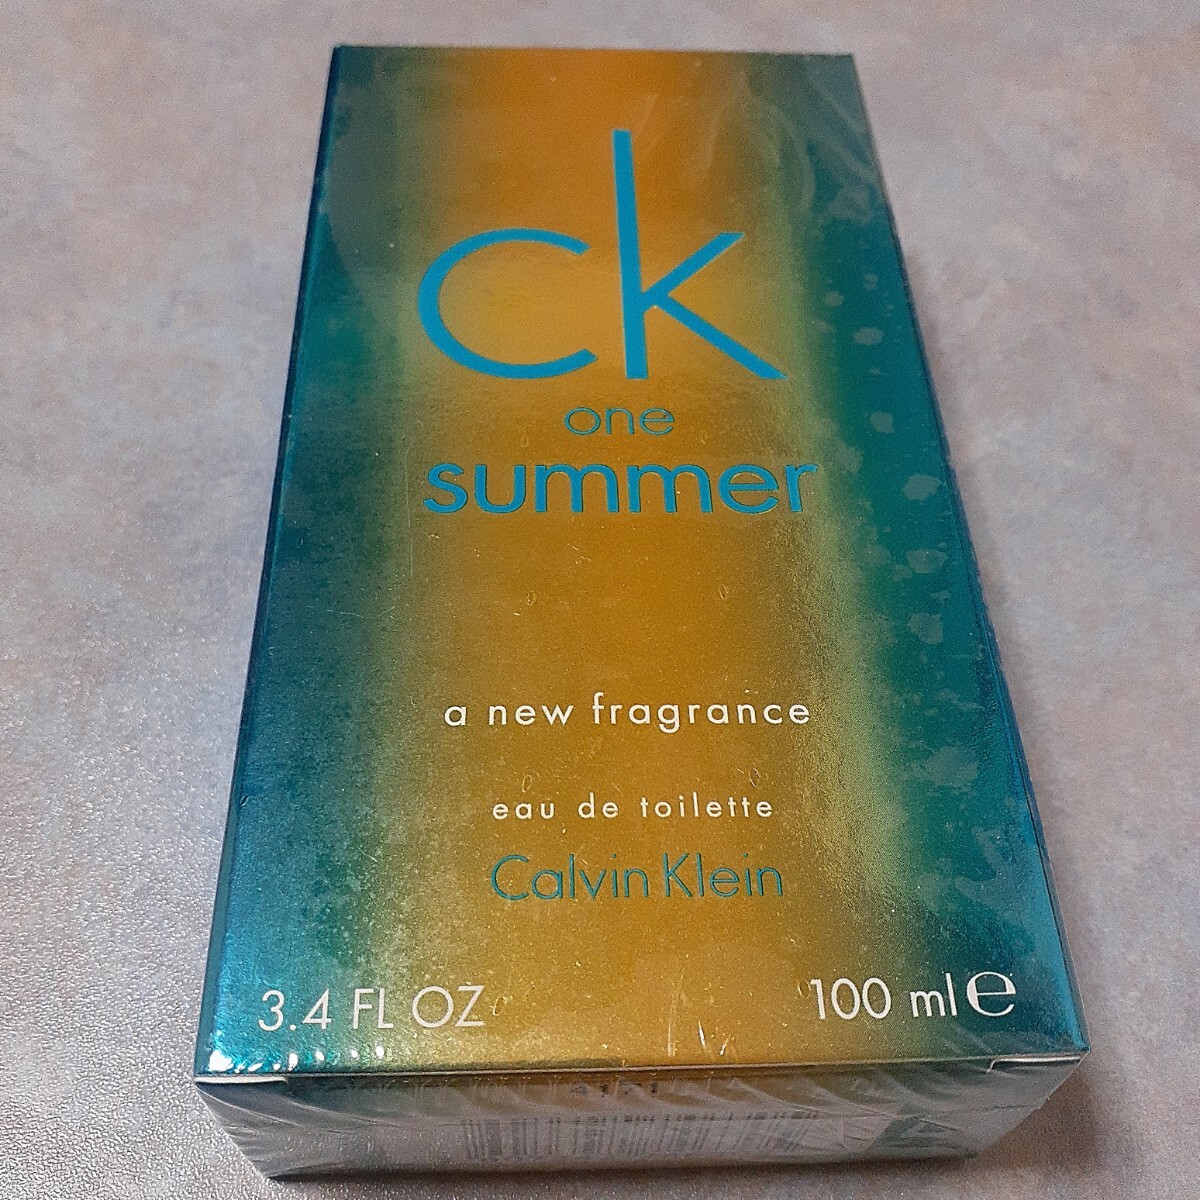 ck
one
summer
a new fragrance
eau de toilette
Calvin Klein
3.4 FL OZ
100 ml e